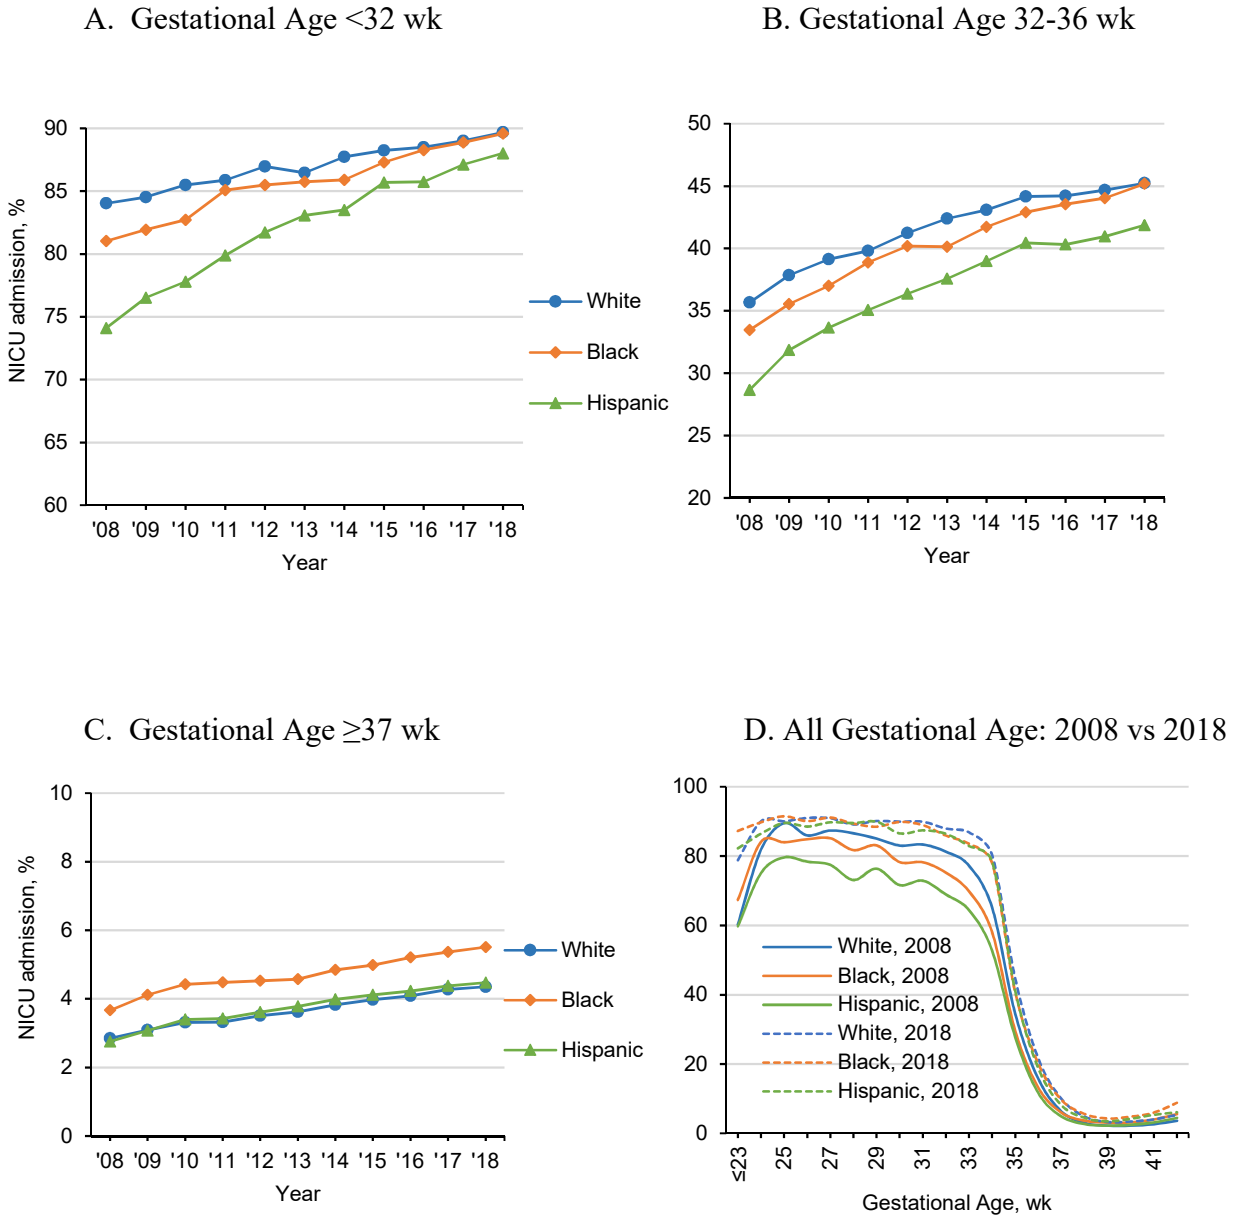 A.  Gestational Age <32 wk
B. Gestational Age 32-36 wk
NICU admission, %
90
85
80
75
70
65
60
'08 '09 '10 '11 '12 '13 '14 '15 '16 '17 '18
Year
White
Black
Hispanic
50
45
40
35
30
25
20
'08 '09 '10 '11 '12 '13 '14 '15 '16 '17 '18
Year
C.  Gestational Age ≥37 wk
D. All Gestational Age: 2008 vs 2018
NICU admission, %
10
8
6
4
2
0
'08 '09 '10 '11 '12 '13 '14 '15 '16 '17 '18
Year
White
Black
Hispanic
100
80
60
40
20
0
White, 2008
Black, 2008
Hispanic, 2008
White, 2018
Black, 2018
Hispanic, 2018
≤23 25 27 29 31 33 35 37 39 41
Gestational Age, wk